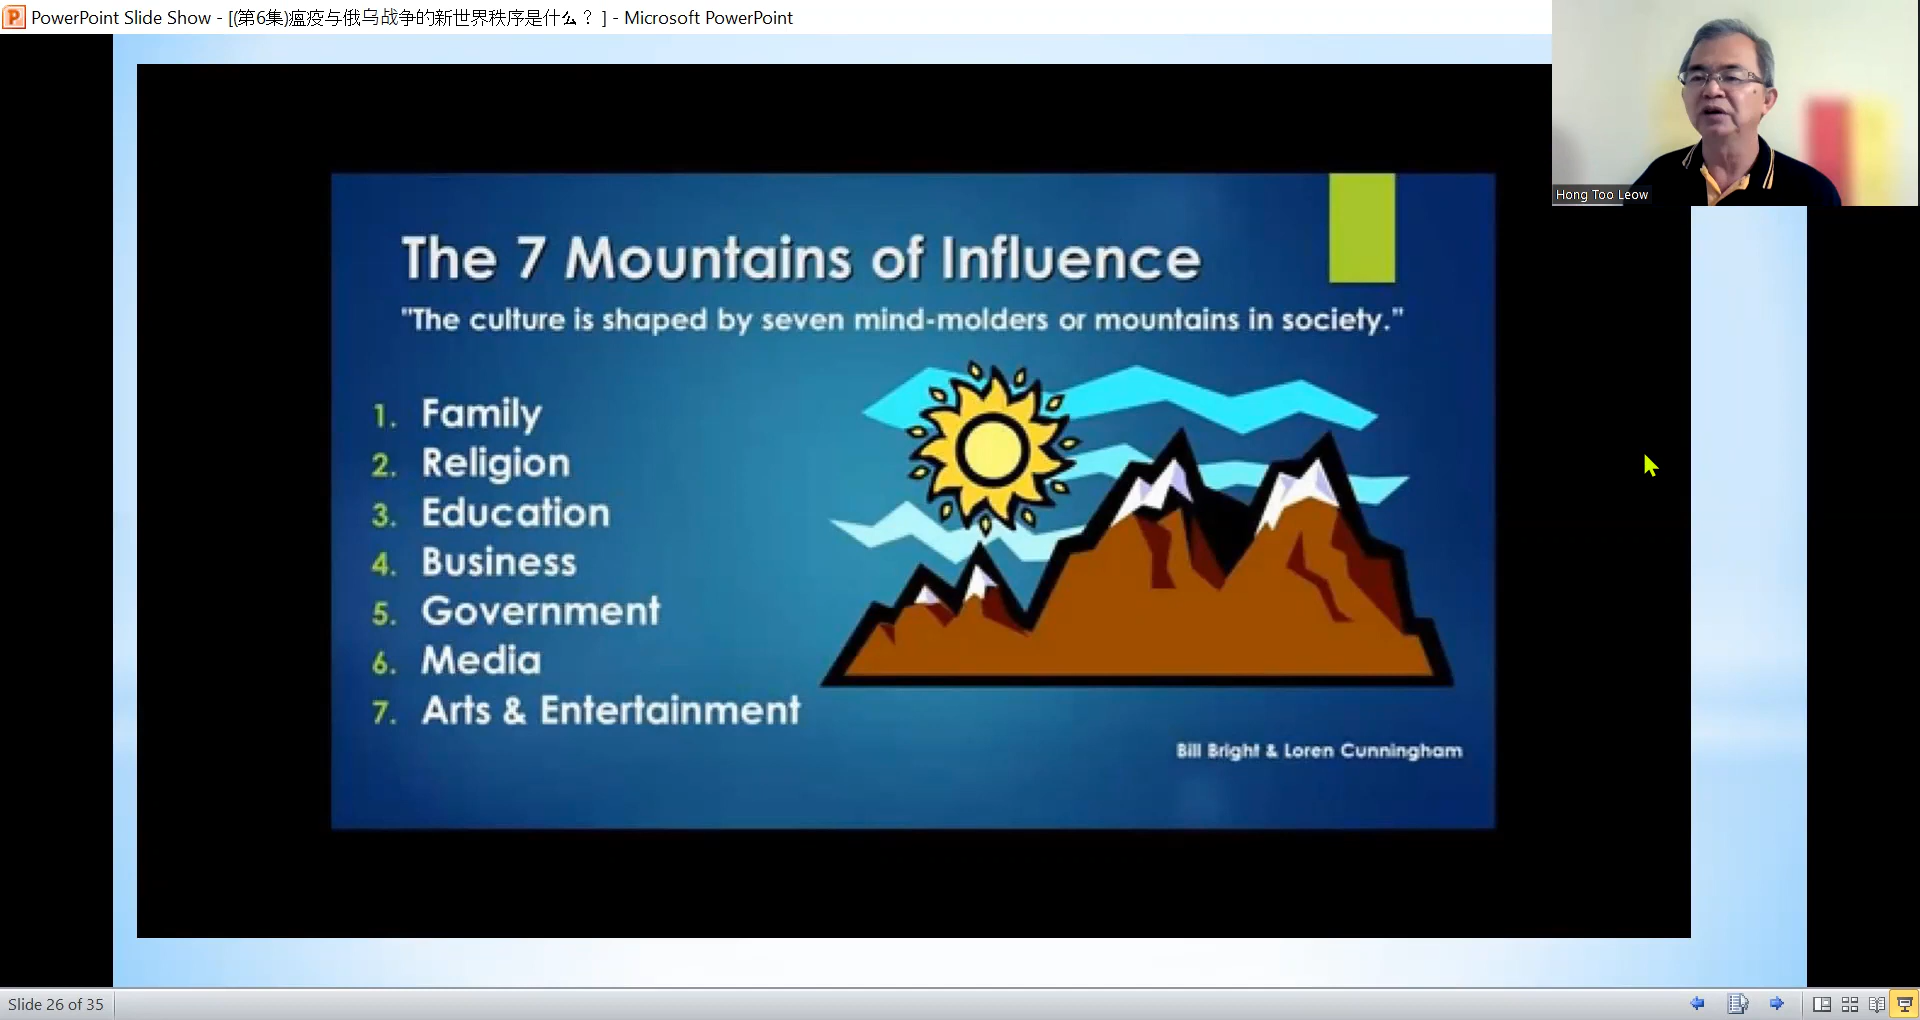 PowerPoint Slide Show - [(第6集)瘟疫与俄乌战争的新世界秩序是什么？ ] - Microsoft PowerPoint
Hong Too Leow
The 7 Mountains of Influence
"The culture is shaped by seven mind-molders or mountains in society."
1. Family
2. Religion
3. Education
4. Business
5. Government
6. Media
7. Arts & Entertainment
Bill Bright & Loren Cunningham
Slide 26 of 35